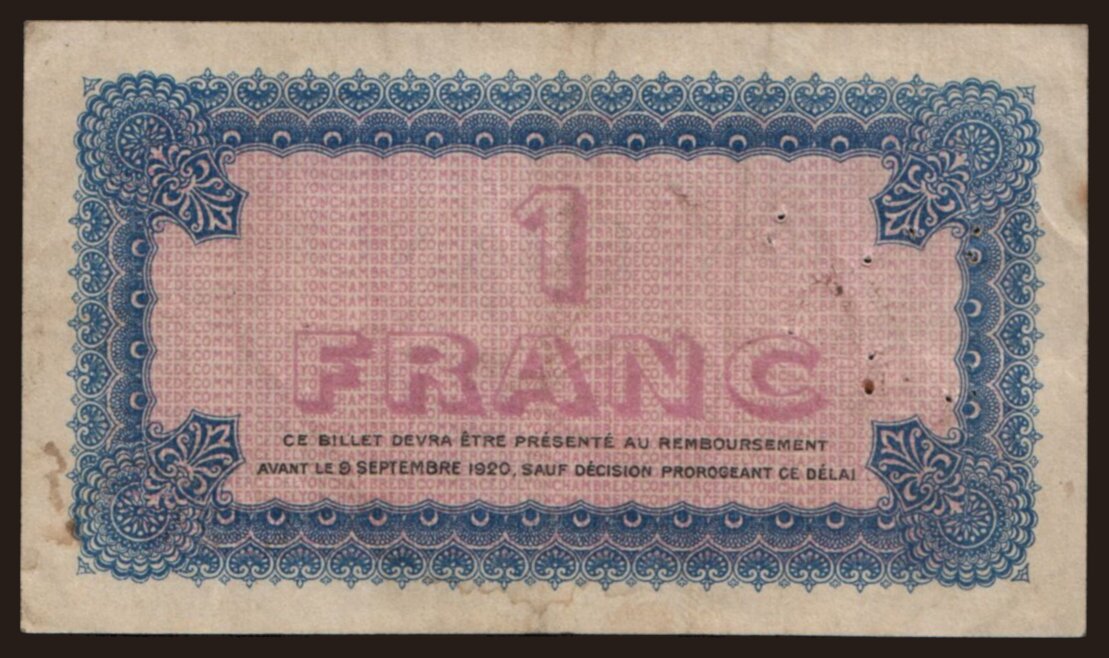 1
FRANC
CE BILLET DEVRA ÊTRE PRÉSENTÉ AU REMBOURSEMENT
AVANT LE 9 SEPTEMBRE 1920, SAUF DÉCISION PROROGEANT CE DÉLAI